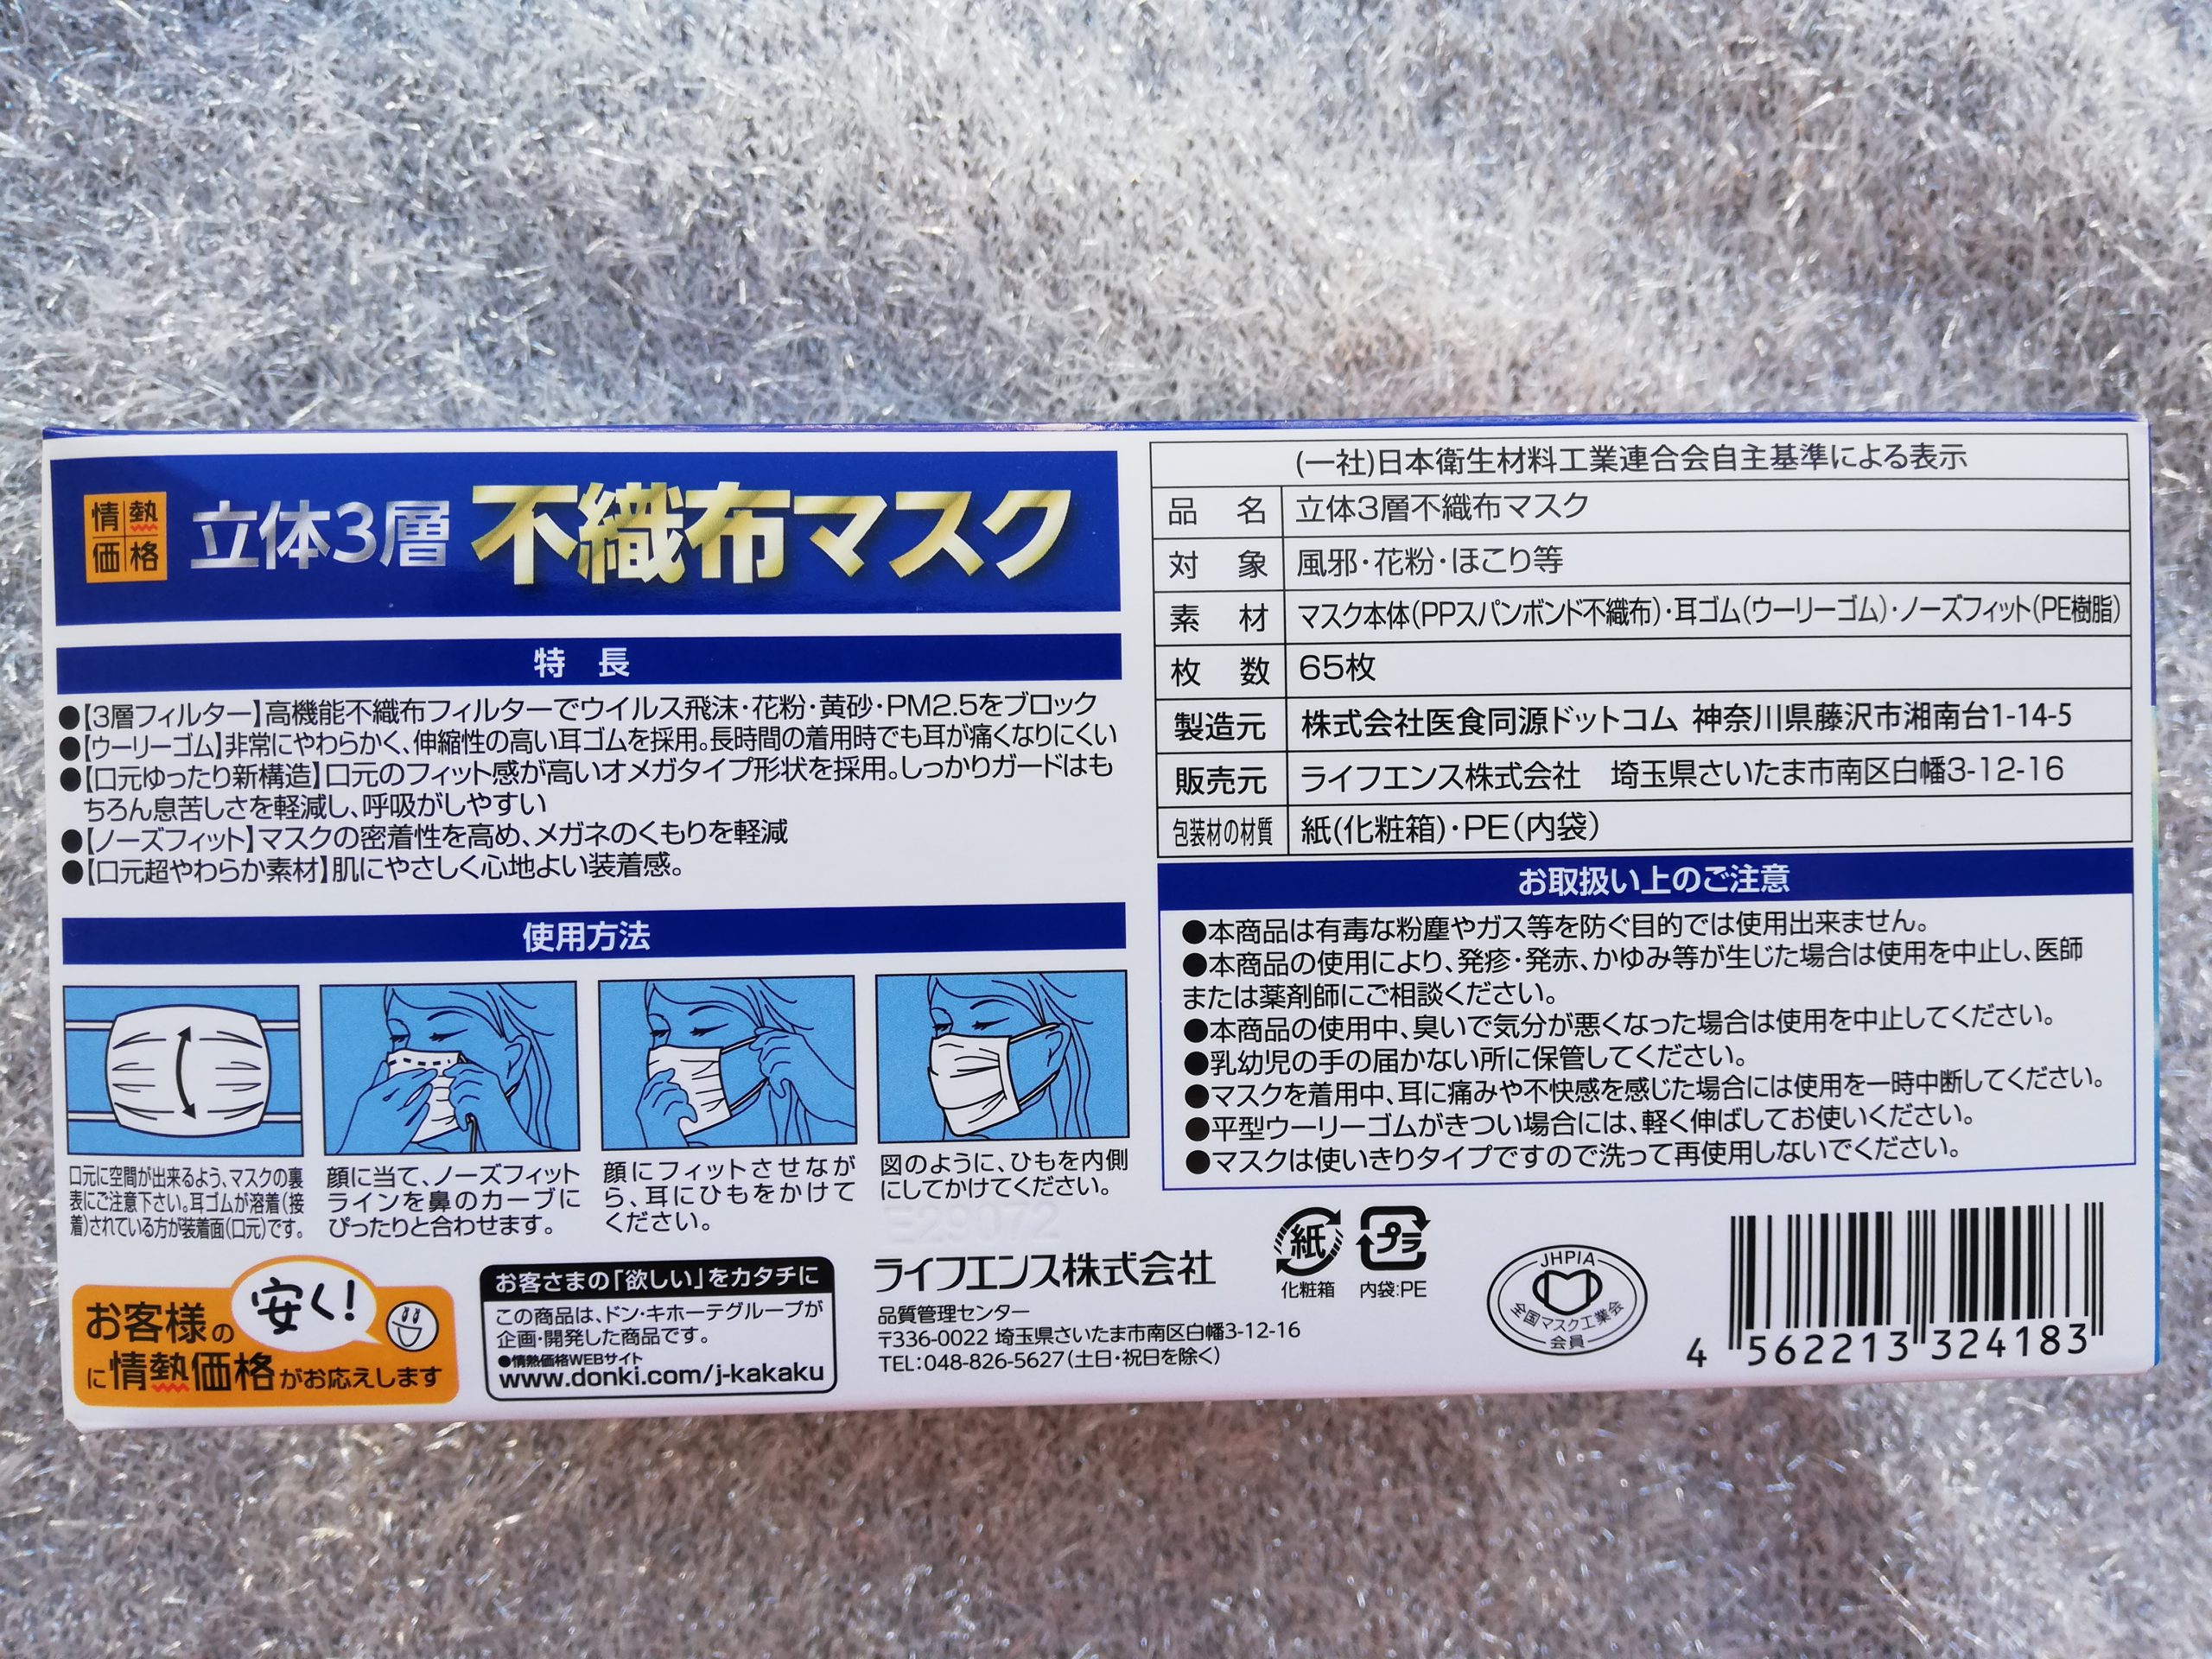 情熱
価格
立体3層 不織布マスク
特 長
●【3層フィルター】高機能不織布フィルターでウイルス飛沫・花粉・黄砂・PM2.5をブロック
●【ウーリーゴム】非常にやわらかく、伸縮性の高い耳ゴムを採用。長時間の着用時でも耳が痛くなりにくい
●【口元ゆったり新構造】口元のフィット感が高いオメガタイプ形状を採用。しっかりガードはも
ちろん息苦しさを軽減し、呼吸がしやすい
●【ノーズフィット】マスクの密着性を高め、メガネのくもりを軽減
●【口元超やわらか素材】肌にやさしく心地よい装着感。
使用方法
口元に空間が出来るよう、マスクの裏
表にご注意下さい。耳ゴムが溶着(接
着)されている方が装着面(口元)です。
顔に当て、ノーズフィット
ラインを鼻のカーブに
ぴったりと合わせます。
顔にフィットさせなが
ら、耳にひもをかけて
ください。
図のように、ひもを内側
にしてかけてください。
お客様の
安く!
に情熱価格がお応えします
お客さまの「欲しい」をカタチに
この商品は、ドン・キホーテグループが
企画・開発した商品です。
●情熱価格WEBサイト
www.donki.com/j-kakaku
E29072
ライフエンス株式会社
品質管理センター
〒336-0022 埼玉県さいたま市南区白幡3-12-16
TEL:048-826-5627(土日・祝日を除く)
(一社)日本衛生材料工業連合会自主基準による表示
品 名 立体3層不織布マスク
対 象 風邪・花粉・ほこり等
素 材 マスク本体(PPスパンボンド不織布)・耳ゴム(ウーリーゴム)・ノーズフィット(PE樹脂)
枚 数 65枚
製造元 株式会社医食同源ドットコム 神奈川県藤沢市湘南台1-14-5
販売元 ライフエンス株式会社 埼玉県さいたま市南区白幡3-12-16
包装材の材質 紙(化粧箱)・PE(内袋)
お取扱い上のご注意
●本商品は有毒な粉塵やガス等を防ぐ目的では使用出来ません。
●本商品の使用により、発疹・発赤、かゆみ等が生じた場合は使用を中止し、医師
または薬剤師にご相談ください。
●本商品の使用中、臭いで気分が悪くなった場合は使用を中止してください。
●乳幼児の手の届かない所に保管してください。
●マスクを着用中、耳に痛みや不快感を感じた場合には使用を一時中断してください。
●平型ウーリーゴムがきつい場合には、軽く伸ばしてお使いください。
●マスクは使いきりタイプですので洗って再使用しないでください。
紙
化粧箱
プラ
内袋:PE
JHPIA
全国マスク工業会
会員
4 562213 324183